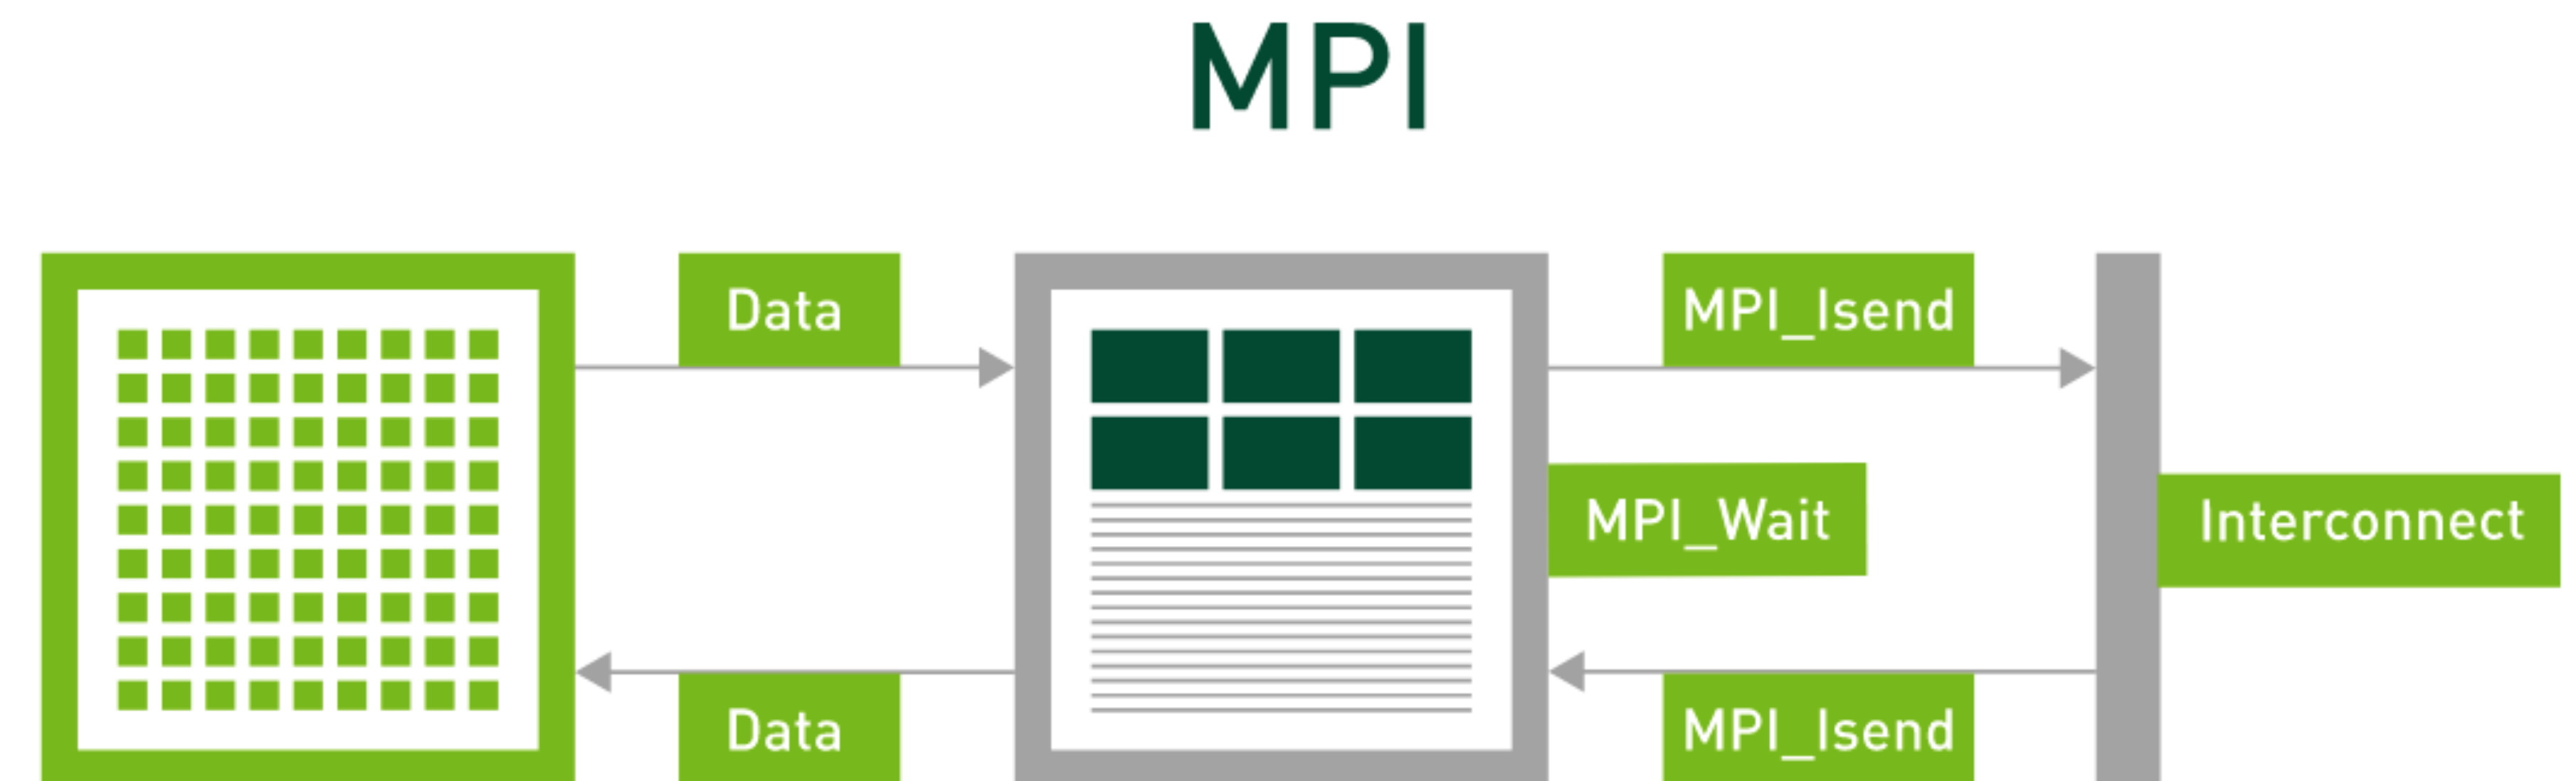 MPI
Data
MPI_Isend
MPI_Wait
Interconnect
Data
MPI_Isend